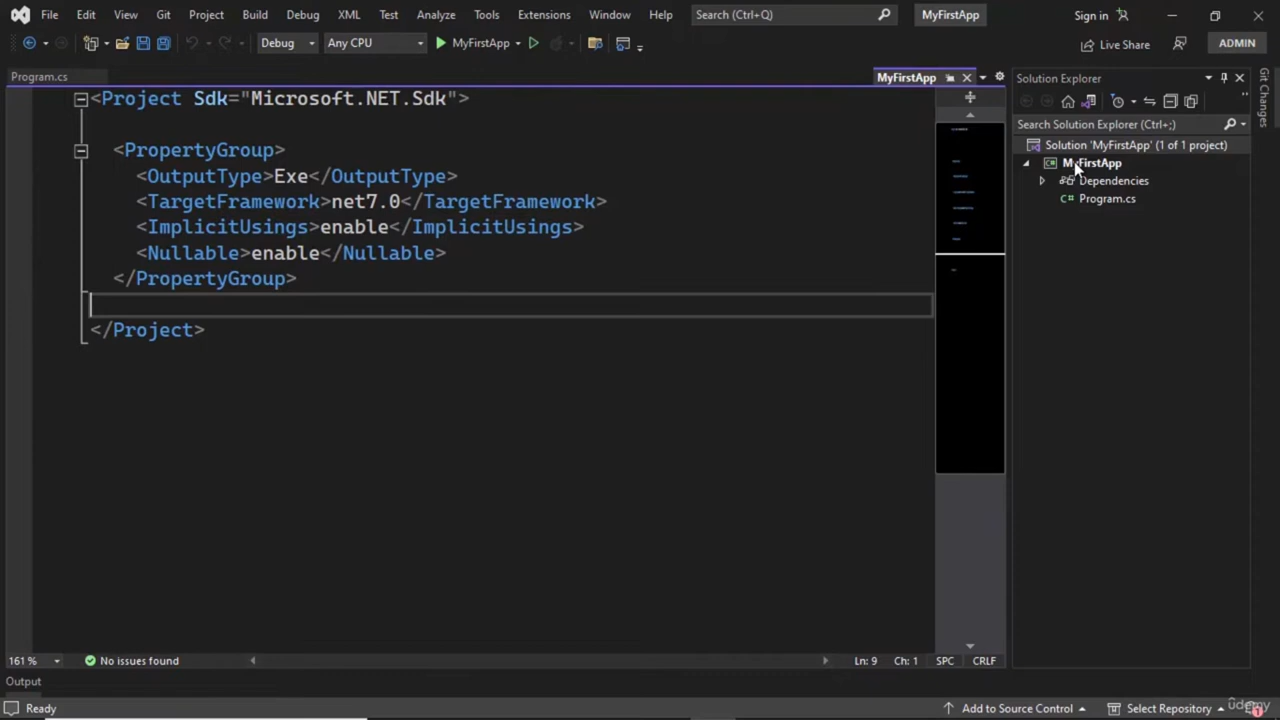 File Edit View Git Project Build Debug XML Test Analyze Tools Extensions Window Help Search (Ctrl+Q) MyFirstApp Sign in
Debug Any CPU MyFirstApp Live Share ADMIN
Program.cs MyFirstApp
<Project Sdk="Microsoft.NET.Sdk">
<PropertyGroup>
<OutputType>Exe</OutputType>
<TargetFramework>net7.0</TargetFramework>
<ImplicitUsings>enable</ImplicitUsings>
<Nullable>enable</Nullable>
</PropertyGroup>
</Project>
161 % No issues found Ln: 9 Ch: 1 SPC CRLF
Solution Explorer
Search Solution Explorer (Ctrl+;)
Solution 'MyFirstApp' (1 of 1 project)
MyFirstApp
Dependencies
Program.cs
Git Changes
Output
Ready Add to Source Control Select Repository 1
udemy